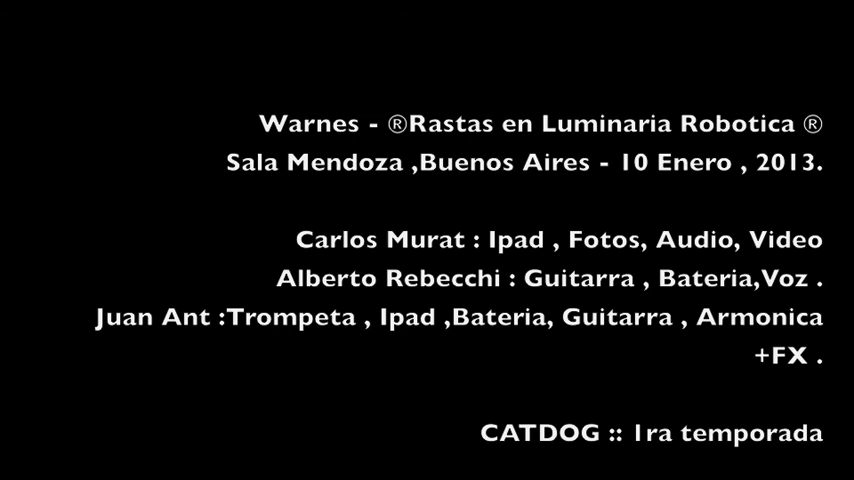 Warnes - ®Rastas en Luminaria Robotica ®
Sala Mendoza ,Buenos Aires - 10 Enero , 2013.
Carlos Murat : Ipad , Fotos, Audio, Video
Alberto Rebecchi : Guitarra , Bateria,Voz .
Juan Ant :Trompeta , Ipad ,Bateria, Guitarra , Armonica
+FX .
CATDOG :: 1ra temporada